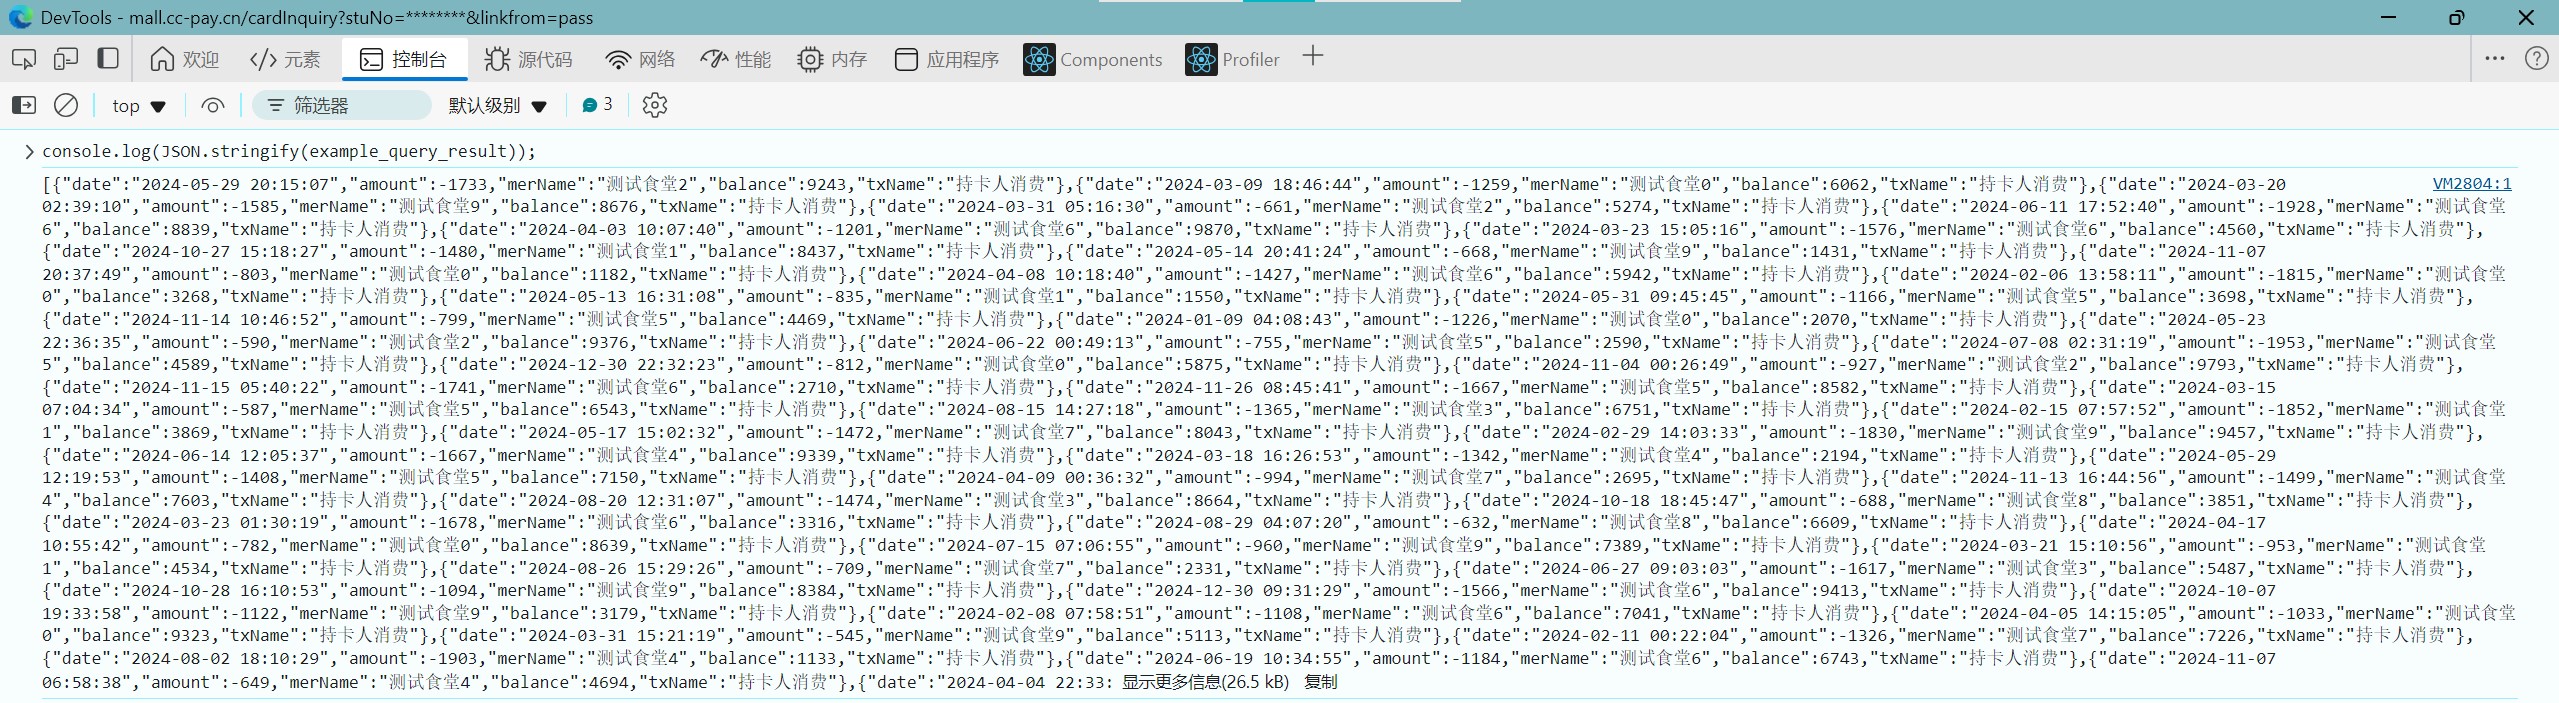 DevTools - mall.cc-pay.cn/cardInquiry?stuNo=********&linkfrom=pass
欢迎 </> 元素 控制台 源代码 网络 性能 内存 应用程序 Components Profiler
top 筛选器 默认级别 3
> console.log(JSON.stringify(example_query_result));
[{"date":"2024-05-29 20:15:07","amount":-1733,"merName":"测试食堂2","balance":9243,"txName":"持卡人消费"},{"date":"2024-03-09 18:46:44","amount":-1259,"merName":"测试食堂0","balance":6062,"txName":"持卡人消费"},{"date":"2024-03-20 VM2804:1
02:39:10","amount":-1585,"merName":"测试食堂9","balance":8676,"txName":"持卡人消费"},{"date":"2024-03-31 05:16:30","amount":-661,"merName":"测试食堂2","balance":5274,"txName":"持卡人消费"},{"date":"2024-06-11 17:52:40","amount":-1928,"merName":"测试食堂
6","balance":8839,"txName":"持卡人消费"},{"date":"2024-04-03 10:07:40","amount":-1201,"merName":"测试食堂6","balance":9870,"txName":"持卡人消费"},{"date":"2024-03-23 15:05:16","amount":-1576,"merName":"测试食堂6","balance":4560,"txName":"持卡人消费"},
{"date":"2024-10-27 15:18:27","amount":-1480,"merName":"测试食堂1","balance":8437,"txName":"持卡人消费"},{"date":"2024-05-14 20:41:24","amount":-668,"merName":"测试食堂9","balance":1431,"txName":"持卡人消费"},{"date":"2024-11-07
20:37:49","amount":-803,"merName":"测试食堂0","balance":1182,"txName":"持卡人消费"},{"date":"2024-04-08 10:18:40","amount":-1427,"merName":"测试食堂6","balance":5942,"txName":"持卡人消费"},{"date":"2024-02-06 13:58:11","amount":-1815,"merName":"测试食堂
0","balance":3268,"txName":"持卡人消费"},{"date":"2024-05-13 16:31:08","amount":-835,"merName":"测试食堂1","balance":1550,"txName":"持卡人消费"},{"date":"2024-05-31 09:45:45","amount":-1166,"merName":"测试食堂5","balance":3698,"txName":"持卡人消费"},
{"date":"2024-11-14 10:46:52","amount":-799,"merName":"测试食堂5","balance":4469,"txName":"持卡人消费"},{"date":"2024-01-09 04:08:43","amount":-1226,"merName":"测试食堂0","balance":2070,"txName":"持卡人消费"},{"date":"2024-05-23
22:36:35","amount":-590,"merName":"测试食堂2","balance":9376,"txName":"持卡人消费"},{"date":"2024-06-22 00:49:13","amount":-755,"merName":"测试食堂5","balance":2590,"txName":"持卡人消费"},{"date":"2024-07-08 02:31:19","amount":-1953,"merName":"测试食堂
5","balance":4589,"txName":"持卡人消费"},{"date":"2024-12-30 22:32:23","amount":-812,"merName":"测试食堂0","balance":5875,"txName":"持卡人消费"},{"date":"2024-11-04 00:26:49","amount":-927,"merName":"测试食堂2","balance":9793,"txName":"持卡人消费"},
{"date":"2024-11-15 05:40:22","amount":-1741,"merName":"测试食堂6","balance":2710,"txName":"持卡人消费"},{"date":"2024-11-26 08:45:41","amount":-1667,"merName":"测试食堂5","balance":8582,"txName":"持卡人消费"},{"date":"2024-03-15
07:04:34","amount":-587,"merName":"测试食堂5","balance":6543,"txName":"持卡人消费"},{"date":"2024-08-15 14:27:18","amount":-1365,"merName":"测试食堂3","balance":6751,"txName":"持卡人消费"},{"date":"2024-02-15 07:57:52","amount":-1852,"merName":"测试食堂
1","balance":3869,"txName":"持卡人消费"},{"date":"2024-05-17 15:02:32","amount":-1472,"merName":"测试食堂7","balance":8043,"txName":"持卡人消费"},{"date":"2024-02-29 14:03:33","amount":-1830,"merName":"测试食堂9","balance":9457,"txName":"持卡人消费"},
{"date":"2024-06-14 12:05:37","amount":-1667,"merName":"测试食堂4","balance":9339,"txName":"持卡人消费"},{"date":"2024-03-18 16:26:53","amount":-1342,"merName":"测试食堂4","balance":2194,"txName":"持卡人消费"},{"date":"2024-05-29
12:19:53","amount":-1408,"merName":"测试食堂5","balance":7150,"txName":"持卡人消费"},{"date":"2024-04-09 00:36:32","amount":-994,"merName":"测试食堂7","balance":2695,"txName":"持卡人消费"},{"date":"2024-11-13 16:44:56","amount":-1499,"merName":"测试食堂
4","balance":7603,"txName":"持卡人消费"},{"date":"2024-08-20 12:31:07","amount":-1474,"merName":"测试食堂3","balance":8664,"txName":"持卡人消费"},{"date":"2024-10-18 18:45:47","amount":-688,"merName":"测试食堂8","balance":3851,"txName":"持卡人消费"},
{"date":"2024-03-23 01:30:19","amount":-1678,"merName":"测试食堂6","balance":3316,"txName":"持卡人消费"},{"date":"2024-08-29 04:07:20","amount":-632,"merName":"测试食堂8","balance":6609,"txName":"持卡人消费"},{"date":"2024-04-17
10:55:42","amount":-782,"merName":"测试食堂0","balance":8639,"txName":"持卡人消费"},{"date":"2024-07-15 07:06:55","amount":-960,"merName":"测试食堂9","balance":7389,"txName":"持卡人消费"},{"date":"2024-03-21 15:10:56","amount":-953,"merName":"测试食堂
1","balance":4534,"txName":"持卡人消费"},{"date":"2024-08-26 15:29:26","amount":-709,"merName":"测试食堂7","balance":2331,"txName":"持卡人消费"},{"date":"2024-06-27 09:03:03","amount":-1617,"merName":"测试食堂3","balance":5487,"txName":"持卡人消费"},
{"date":"2024-10-28 16:10:53","amount":-1094,"merName":"测试食堂9","balance":8384,"txName":"持卡人消费"},{"date":"2024-12-30 09:31:29","amount":-1566,"merName":"测试食堂6","balance":9413,"txName":"持卡人消费"},{"date":"2024-10-07
19:33:58","amount":-1122,"merName":"测试食堂9","balance":3179,"txName":"持卡人消费"},{"date":"2024-02-08 07:58:51","amount":-1108,"merName":"测试食堂6","balance":7041,"txName":"持卡人消费"},{"date":"2024-04-05 14:15:05","amount":-1033,"merName":"测试食堂
0","balance":9323,"txName":"持卡人消费"},{"date":"2024-03-31 15:21:19","amount":-545,"merName":"测试食堂9","balance":5113,"txName":"持卡人消费"},{"date":"2024-02-11 00:22:04","amount":-1326,"merName":"测试食堂7","balance":7226,"txName":"持卡人消费"},
{"date":"2024-08-02 18:10:29","amount":-1903,"merName":"测试食堂4","balance":1133,"txName":"持卡人消费"},{"date":"2024-06-19 10:34:55","amount":-1184,"merName":"测试食堂6","balance":6743,"txName":"持卡人消费"},{"date":"2024-11-07
06:58:38","amount":-649,"merName":"测试食堂4","balance":4694,"txName":"持卡人消费"},{"date":"2024-04-04 22:33: 显示更多信息(26.5 kB) 复制